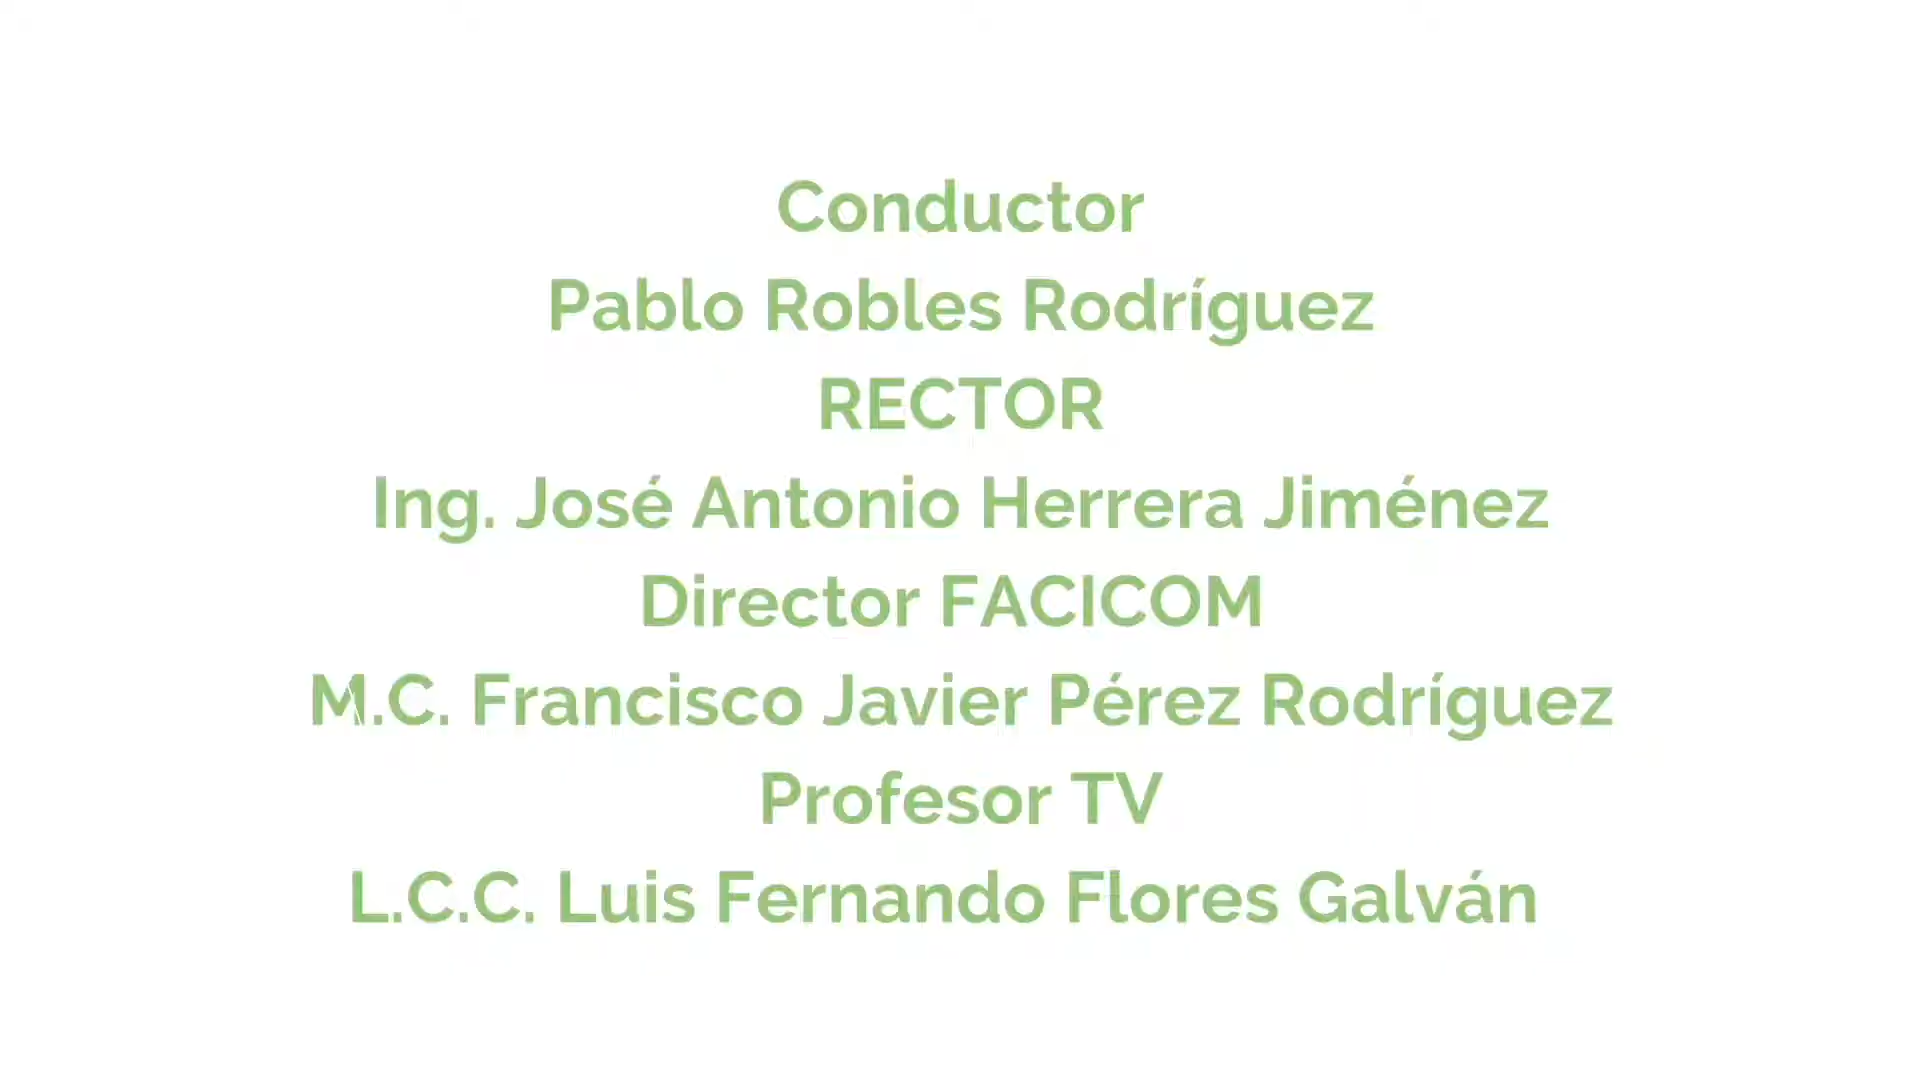 Conductor
Pablo Robles Rodríguez
RECTOR
Ing. José Antonio Herrera Jiménez
Director FACICOM
M.C. Francisco Javier Pérez Rodríguez
Profesor TV
L.C.C. Luis Fernando Flores Galván